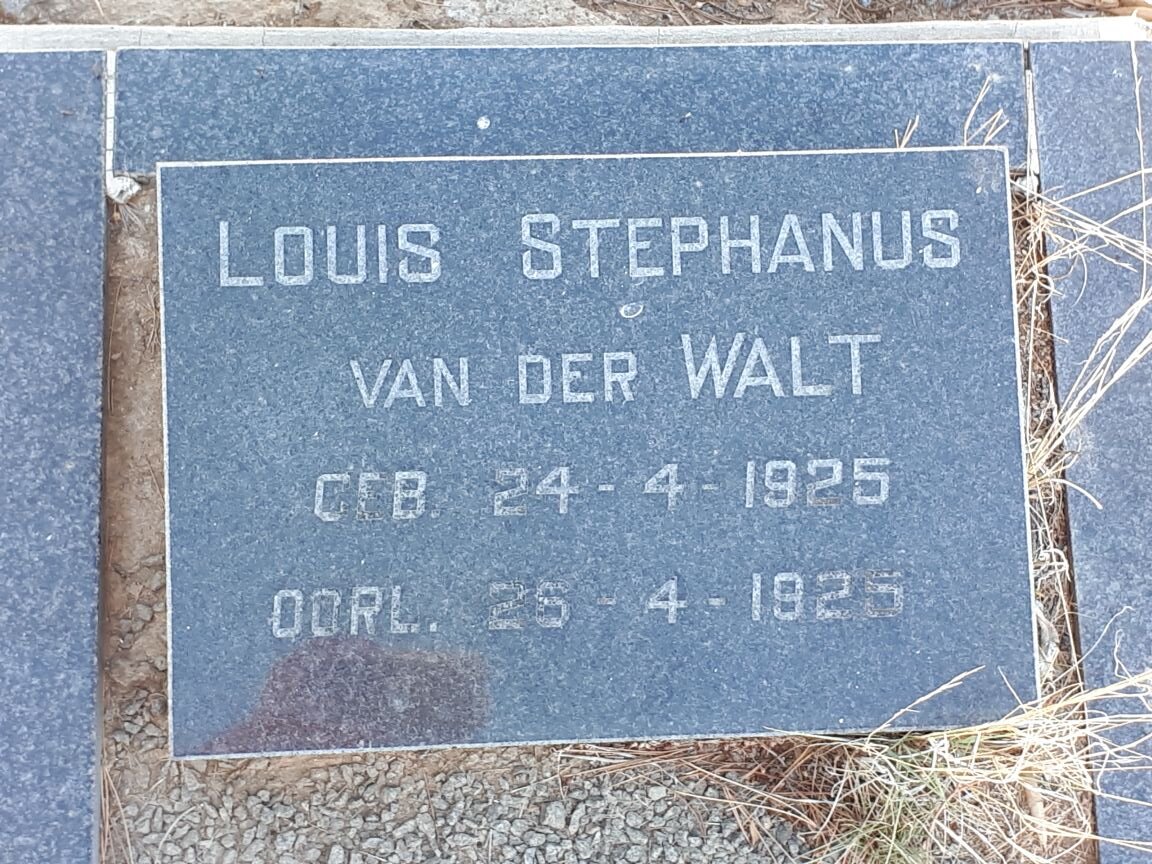 LOUIS STEPHANUS
VAN DER WALT
GEB. 24-4-1925
OORL. 26-4-1925